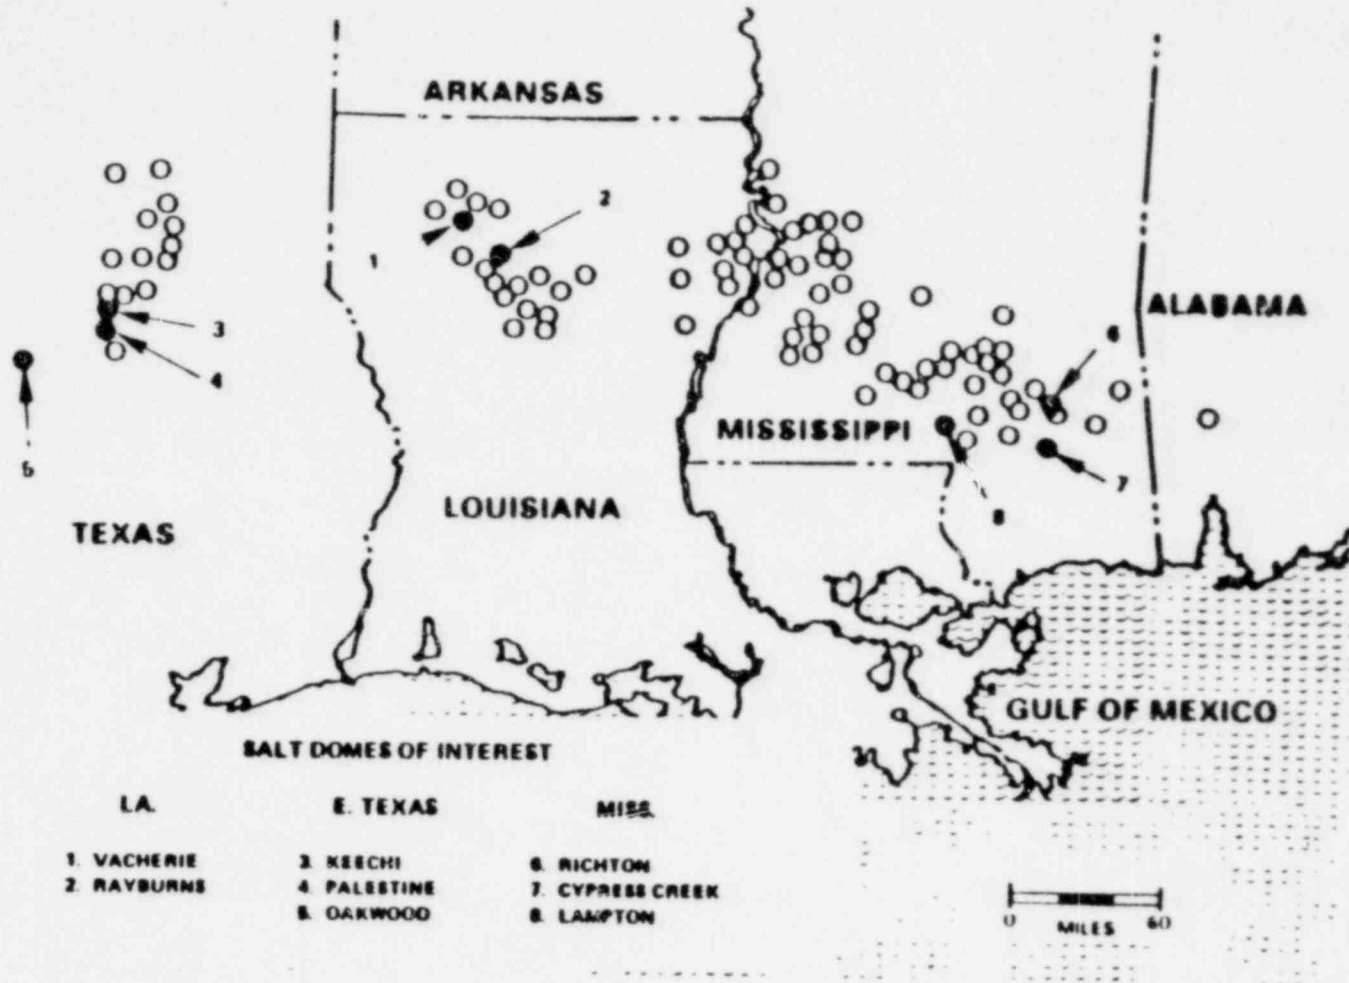 ARKANSAS
2
1
ALABAMA
3
6
4
MISSISSIPPI
5
7
LOUISIANA
8
TEXAS
GULF OF MEXICO
SALT DOMES OF INTEREST
LA. E. TEXAS MISS.
1. VACHERIE 3. KEECHI 6. RICHTON
2. RAYBURNS 4. PALESTINE 7. CYPRESS CREEK
5. OAKWOOD 8. LAMPTON
0 60
MILES